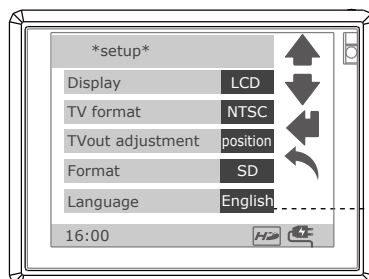 *setup*
Display LCD
TV format NTSC
TVout adjustment position
Format SD
Language English
16:00